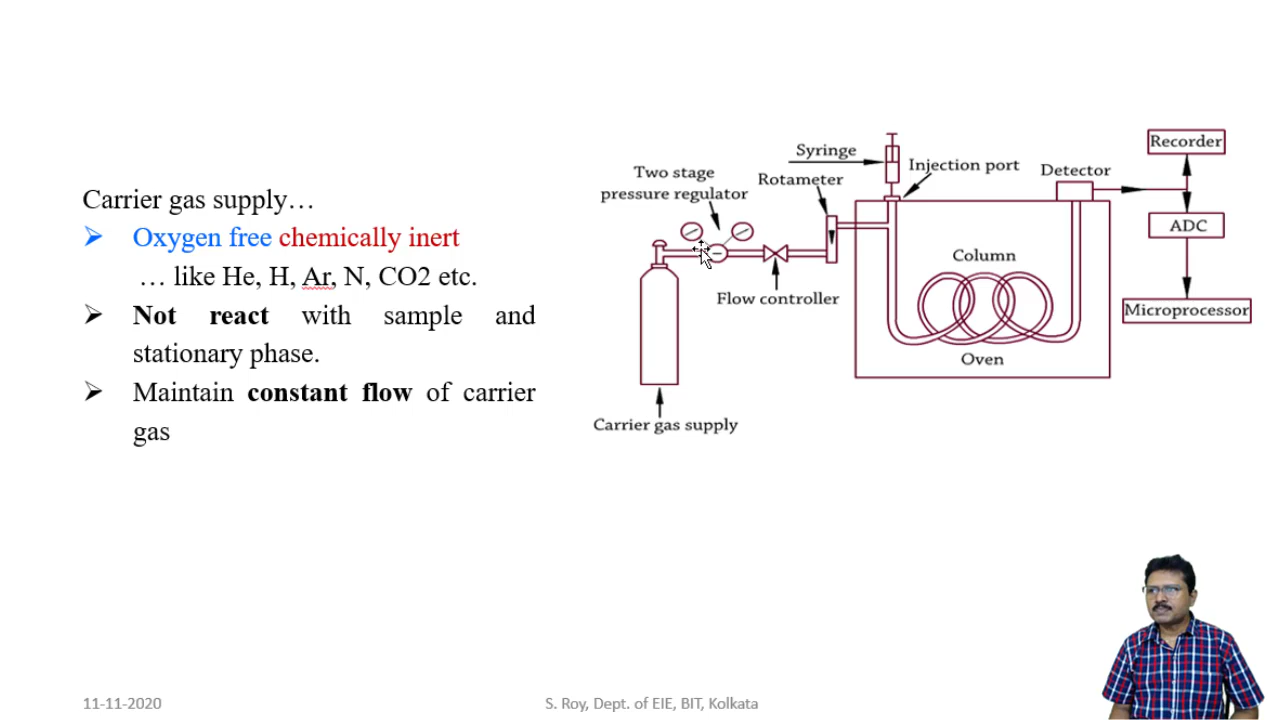 Carrier gas supply…
Oxygen free chemically inert
… like He, H, Ar, N, CO2 etc.
Not react with sample and
stationary phase.
Maintain constant flow of carrier
gas
Two stage
pressure regulator
Syringe
Rotameter
Injection port
Detector
Recorder
ADC
Microprocessor
Flow controller
Column
Oven
Carrier gas supply
11-11-2020
S. Roy, Dept. of EIE, BIT, Kolkata